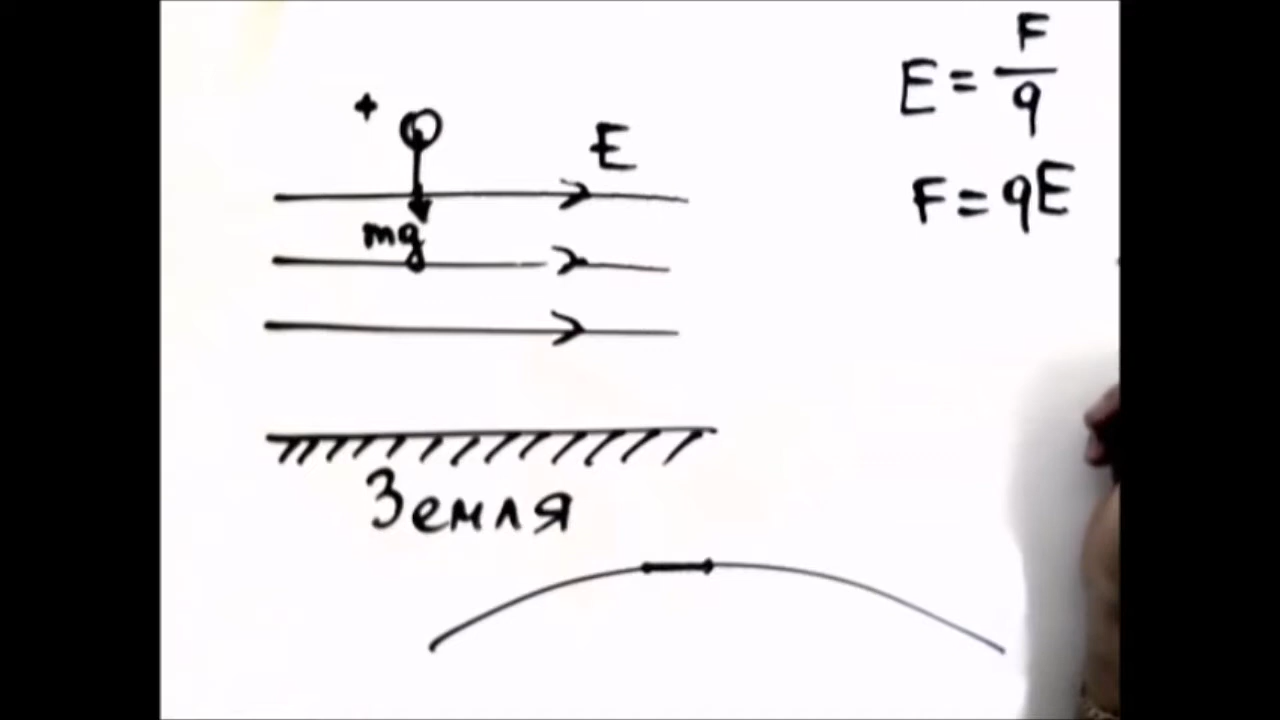 +
E
mg
Земля
E = F/q
F = qE